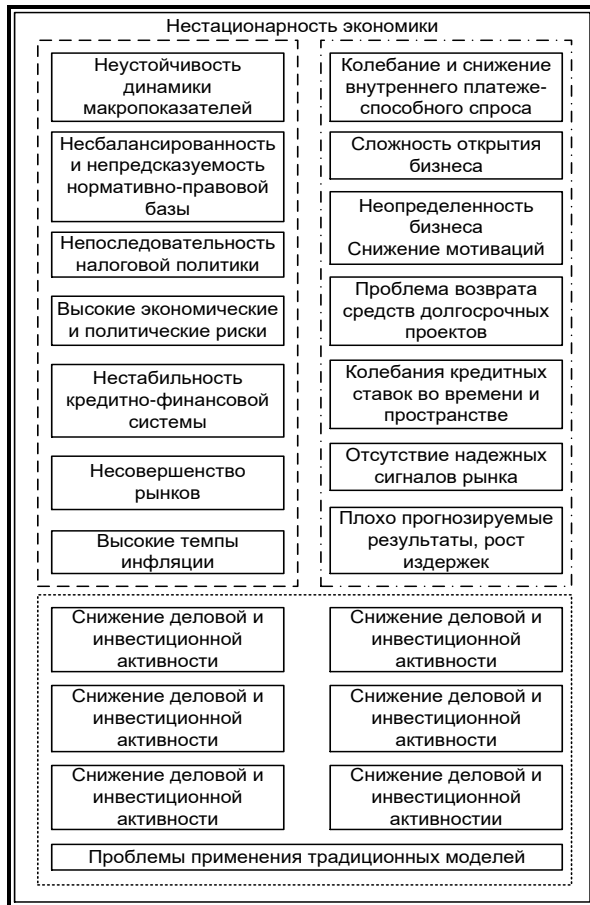 Нестационарность экономики
Неустойчивость
динамики
макропоказателей
Несбалансированность
и непредсказуемость
нормативно-правовой
базы
Непоследовательность
налоговой политики
Высокие экономические
и политические риски
Нестабильность
кредитно-финансовой
системы
Несовершенство
рынков
Высокие темпы
инфляции
Колебание и снижение
внутреннего платеже-
способного спроса
Сложность открытия
бизнеса
Неопределенность
бизнеса
Снижение мотиваций
Проблема возврата
средств долгосрочных
проектов
Колебания кредитных
ставок во времени и
пространстве
Отсутствие надежных
сигналов рынка
Плохо прогнозируемые
результаты, рост
издержек
Снижение деловой и
инвестиционной
активности
Снижение деловой и
инвестиционной
активности
Снижение деловой и
инвестиционной
активности
Снижение деловой и
инвестиционной
активности
Снижение деловой и
инвестиционной
активности
Снижение деловой и
инвестиционной
активностии
Проблемы применения традиционных моделей